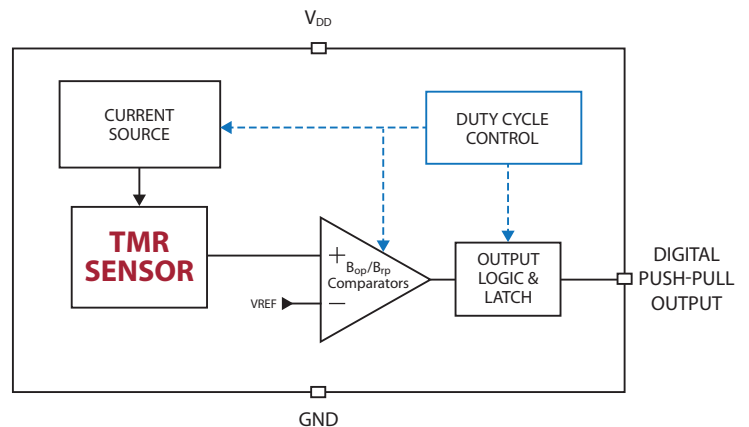 VDD
CURRENT
SOURCE
DUTY CYCLE
CONTROL
TMR
SENSOR
+
Bop/Brp
Comparators
VREF
−
OUTPUT
LOGIC &
LATCH
DIGITAL
PUSH-PULL
OUTPUT
GND